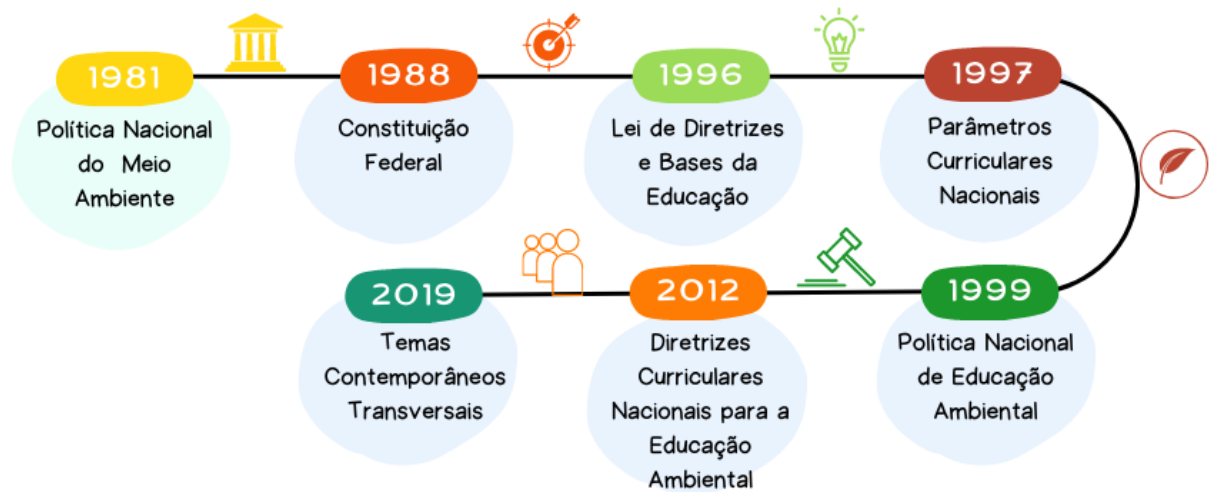 1981
Política Nacional
do Meio
Ambiente
1988
Constituição
Federal
1996
Lei de Diretrizes
e Bases da
Educação
1997
Parâmetros
Curriculares
Nacionais
1999
Política Nacional
de Educação
Ambiental
2012
Diretrizes
Curriculares
Nacionais para a
Educação
Ambiental
2019
Temas
Contemporâneos
Transversais